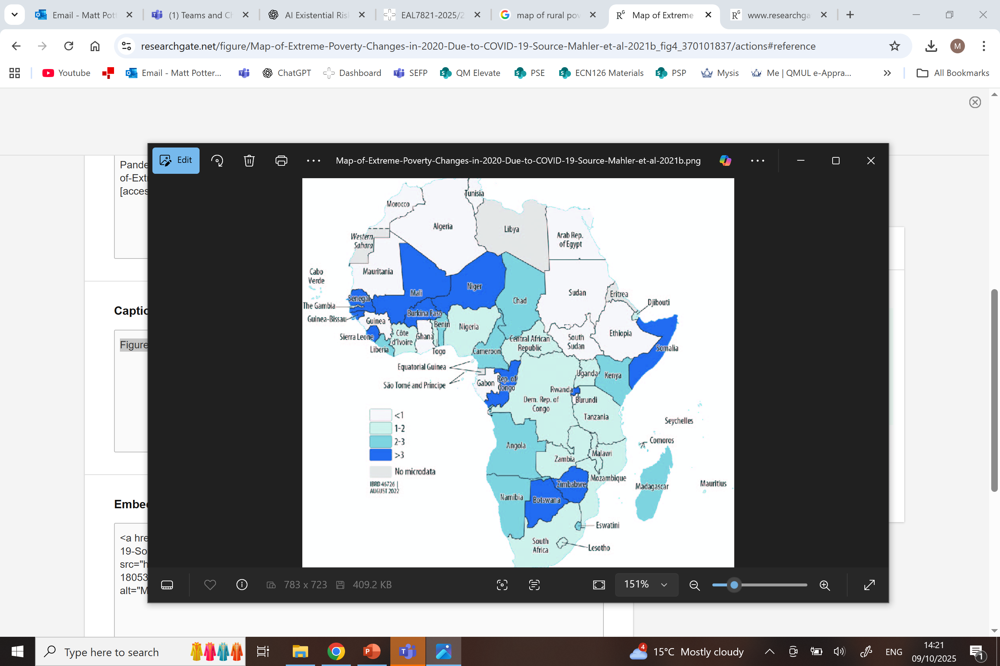 Email - Matt Pott
(1) Teams and Ch
AI Existential Risk
EAL7821-2025/2
map of rural pov
Map of Extreme
www.researchga
researchgate.net/figure/Map-of-Extreme-Poverty-Changes-in-2020-Due-to-COVID-19-Source-Mahler-et-al-2021b_fig4_370101837/actions#reference
M
Youtube
Email - Matt Potter...
ChatGPT
Dashboard
SEFP
QM Elevate
PSE
ECN126 Materials
PSP
Mysis
Me | QMUL e-Appra...
All Bookmarks
Pande
of-Extr
[acces
Captio
Figure
Embe
<a hre
19-So
src="h
18053
alt="M
Edit
Map-of-Extreme-Poverty-Changes-in-2020-Due-to-COVID-19-Source-Mahler-et-al-2021b.png
Tunisia
Morocco
Algeria
Libya
Arab Rep.
of Egypt
Western
Sahara
Cabo
Verde
Mauritania
Mali
Niger
Chad
Sudan
Eritrea
Djibouti
Senegal
The Gambia
Guinea-Bissau
Burkina Faso
Guinea
Benin
Nigeria
Sierra Leone
Côte
d'Ivoire
Ghana
Liberia
Togo
Cameroon
Central African
Republic
South
Sudan
Ethiopia
Somalia
Equatorial Guinea
São Tomé and Príncipe
Gabon
Rep. of
Congo
Uganda
Kenya
Rwanda
Burundi
Dem. Rep. of
Congo
Tanzania
Seychelles
Comoros
Angola
Zambia
Malawi
Mozambique
Madagascar
Mauritius
Zimbabwe
Namibia
Botswana
Eswatini
South
Africa
Lesotho
<1
1-2
2-3
>3
No microdata
IBRD 46726 |
AUGUST 2022
783 x 723
409.2 KB
151%
Type here to search
4
15°C Mostly cloudy
ENG
14:21
09/10/2025
1